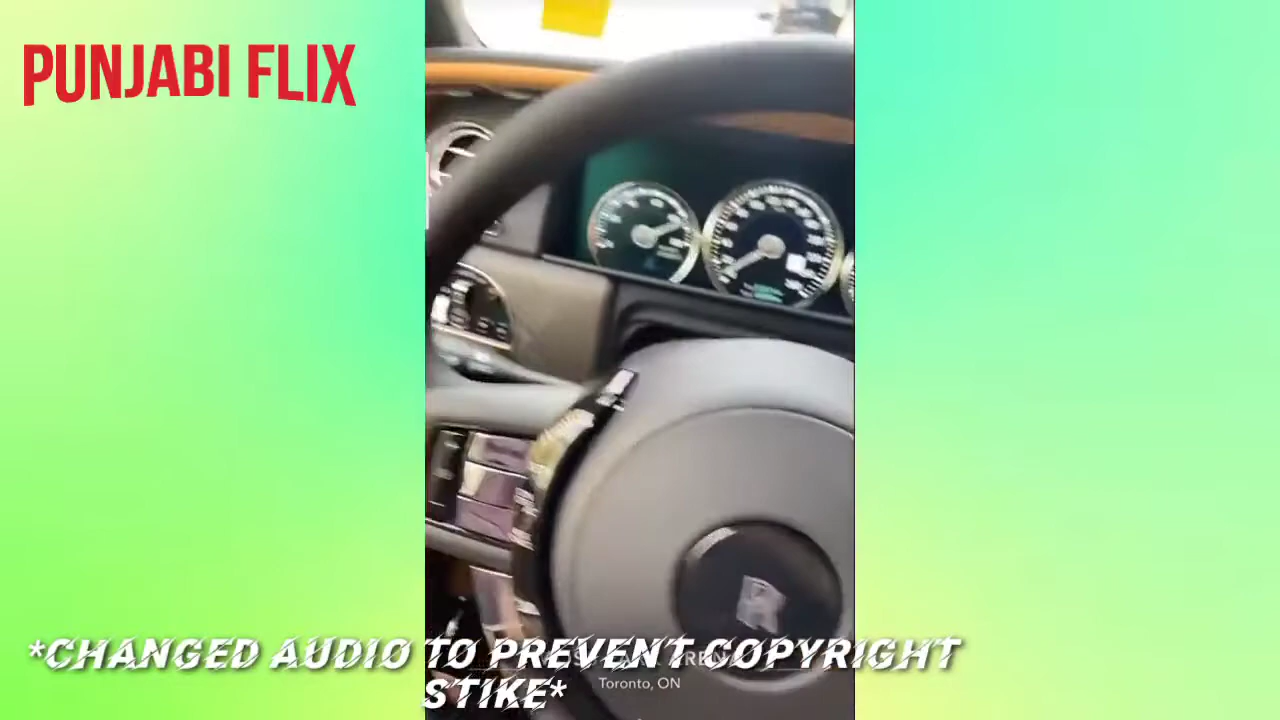 PUNJABI FLIX
*CHANGED AUDIO TO PREVENT COPYRIGHT
STIKE*
Toronto, ON